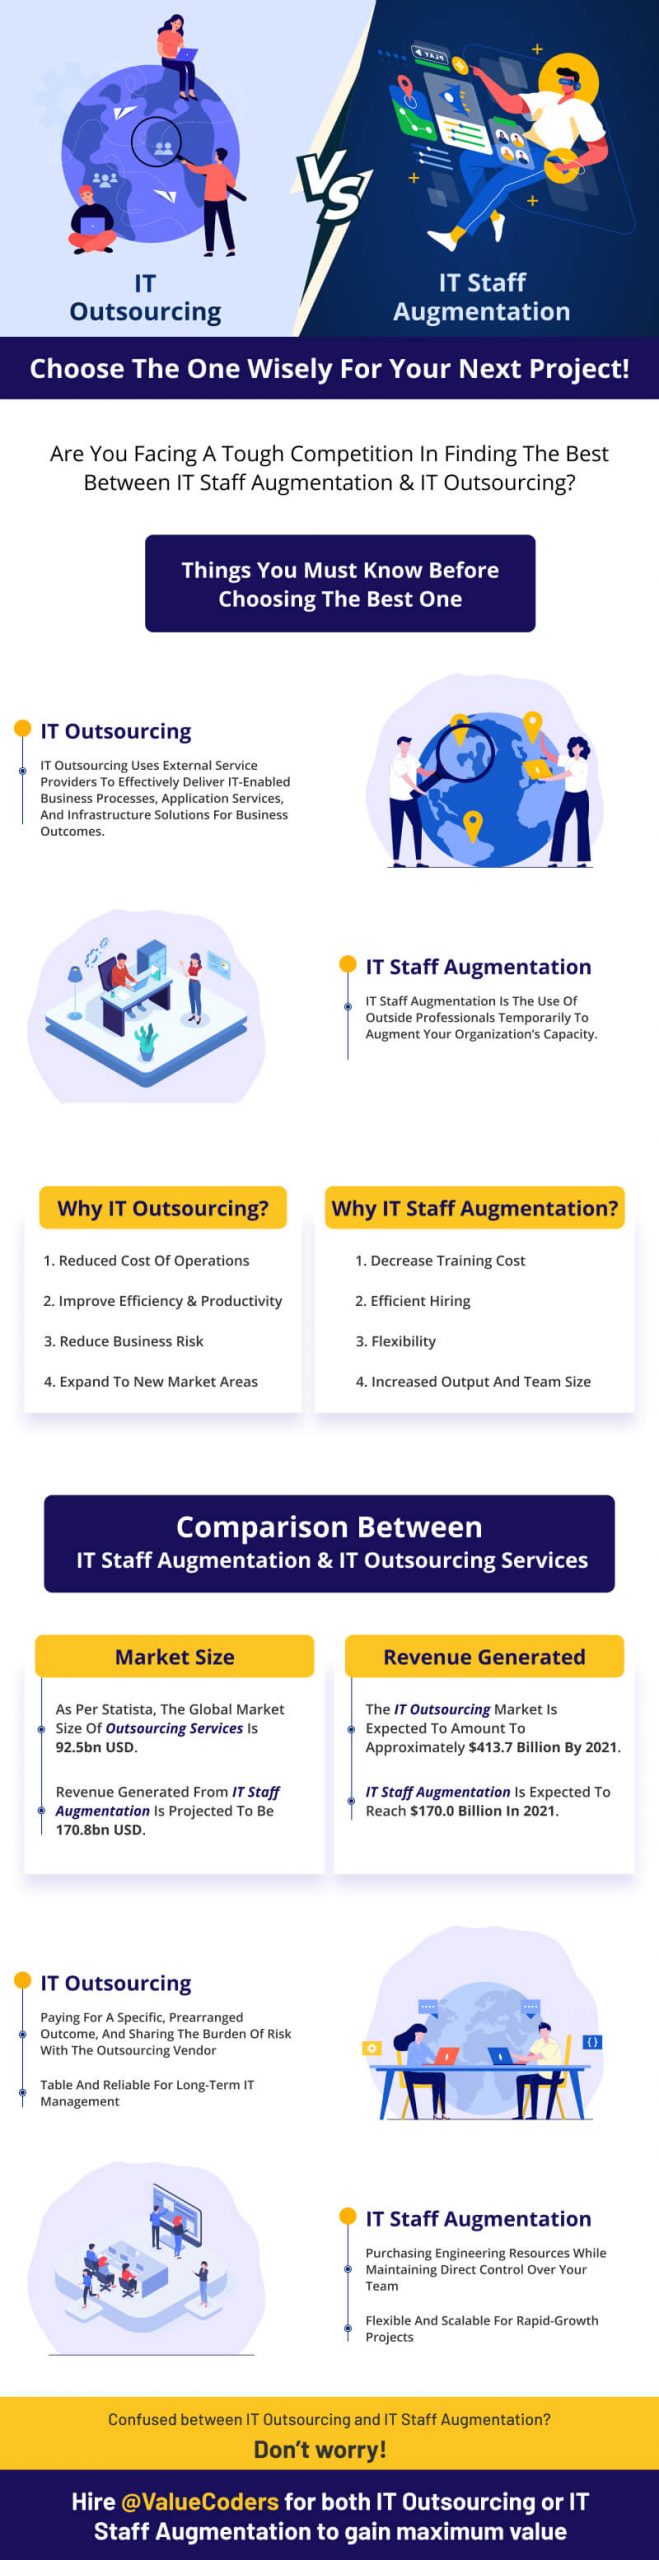 VS
PLAY
IT
Outsourcing
IT Staff
Augmentation
Choose The One Wisely For Your Next Project!
Are You Facing A Tough Competition In Finding The Best
Between IT Staff Augmentation & IT Outsourcing?
Things You Must Know Before
Choosing The Best One
IT Outsourcing
IT Outsourcing Uses External Service
Providers To Effectively Deliver IT-Enabled
Business Processes, Application Services,
And Infrastructure Solutions For Business
Outcomes.
IT Staff Augmentation
IT Staff Augmentation Is The Use Of
Outside Professionals Temporarily To
Augment Your Organization's Capacity.
Why IT Outsourcing?
1. Reduced Cost Of Operations
2. Improve Efficiency & Productivity
3. Reduce Business Risk
4. Expand To New Market Areas
Why IT Staff Augmentation?
1. Decrease Training Cost
2. Efficient Hiring
3. Flexibility
4. Increased Output And Team Size
Comparison Between
IT Staff Augmentation & IT Outsourcing Services
Market Size
As Per Statista, The Global Market
Size Of Outsourcing Services Is
92.5bn USD.
Revenue Generated From IT Staff
Augmentation Is Projected To Be
170.8bn USD.
Revenue Generated
The IT Outsourcing Market Is
Expected To Amount To
Approximately $413.7 Billion By 2021.
IT Staff Augmentation Is Expected To
Reach $170.0 Billion In 2021.
IT Outsourcing
Paying For A Specific, Prearranged
Outcome, And Sharing The Burden Of Risk
With The Outsourcing Vendor
Table And Reliable For Long-Term IT
Management
{}
IT Staff Augmentation
Purchasing Engineering Resources While
Maintaining Direct Control Over Your
Team
Flexible And Scalable For Rapid-Growth
Projects
Confused between IT Outsourcing and IT Staff Augmentation?
Don't worry!
Hire @ValueCoders for both IT Outsourcing or IT
Staff Augmentation to gain maximum value